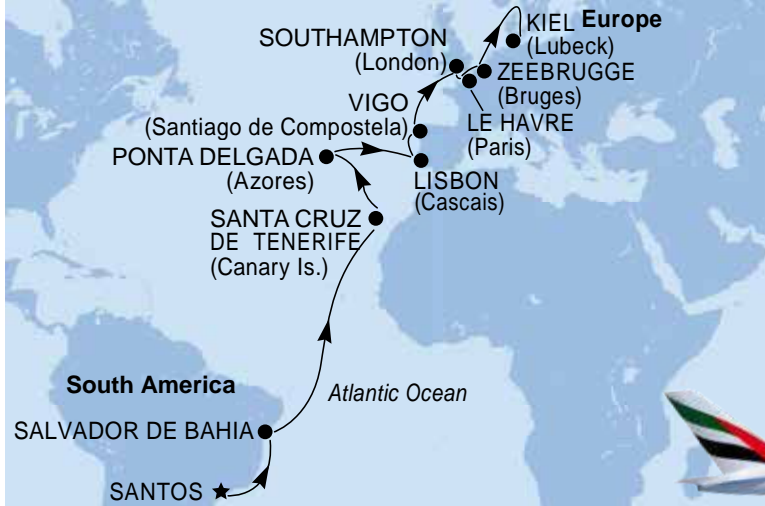 KIEL
Europe
(Lubeck)
SOUTHAMPTON
(London)
ZEEBRUGGE
(Bruges)
VIGO
(Santiago de Compostela)
LE HAVRE
(Paris)
PONTA DELGADA
(Azores)
LISBON
(Cascais)
SANTA CRUZ
DE TENERIFE
(Canary Is.)
South America
Atlantic Ocean
SALVADOR DE BAHIA
SANTOS